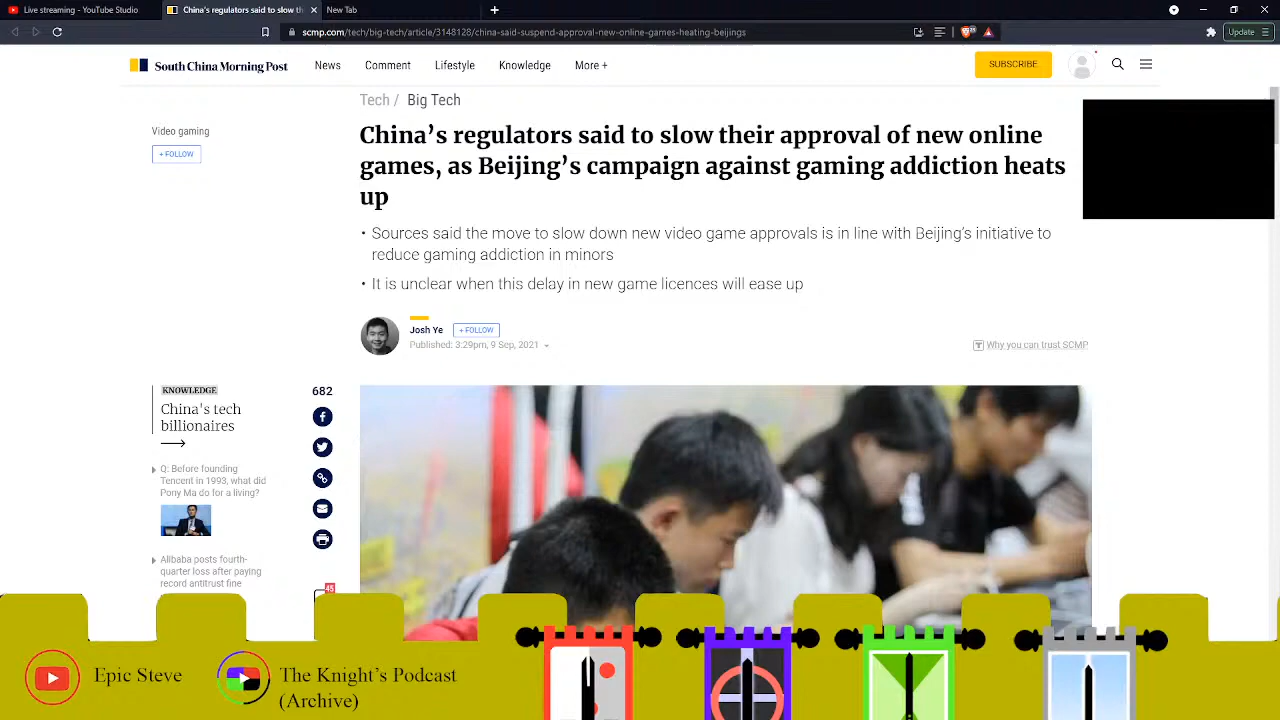 Live streaming - YouTube Studio
China's regulators said to slow th
New Tab
scmp.com/tech/big-tech/article/3148128/china-said-suspend-approval-new-online-games-heating-beijings
Update
South China Morning Post
News
Comment
Lifestyle
Knowledge
More +
SUBSCRIBE
Tech / Big Tech
Video gaming
+ FOLLOW
China's regulators said to slow their approval of new online
games, as Beijing's campaign against gaming addiction heats
up
• Sources said the move to slow down new video game approvals is in line with Beijing's initiative to
reduce gaming addiction in minors
• It is unclear when this delay in new game licences will ease up
Josh Ye
+ FOLLOW
Published: 3:29pm, 9 Sep, 2021
Why you can trust SCMP
KNOWLEDGE
China's tech
billionaires
682
Q: Before founding
Tencent in 1993, what did
Pony Ma do for a living?
Alibaba posts fourth-
quarter loss after paying
record antitrust fine
45
Epic Steve
The Knight's Podcast
(Archive)